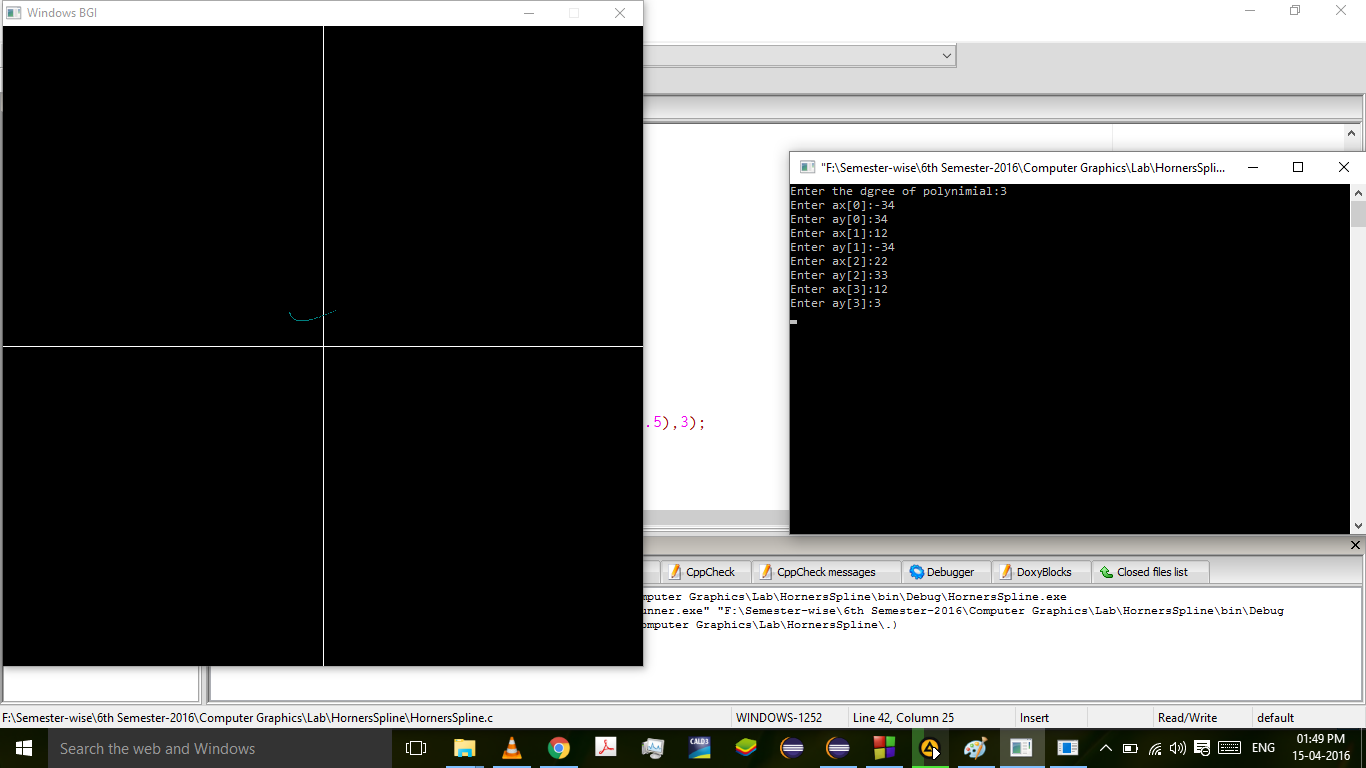 Windows BGI
.5),3);
"F:\Semester-wise\6th Semester-2016\Computer Graphics\Lab\HornersSpli...
Enter the dgree of polynimial:3
Enter ax[0]:-34
Enter ay[0]:34
Enter ax[1]:12
Enter ay[1]:-34
Enter ax[2]:22
Enter ay[2]:33
Enter ax[3]:12
Enter ay[3]:3
CppCheck CppCheck messages Debugger DoxyBlocks Closed files list
mputer Graphics\Lab\HornersSpline\bin\Debug\HornersSpline.exe
unner.exe" "F:\Semester-wise\6th Semester-2016\Computer Graphics\Lab\HornersSpline\bin\Debug
omputer Graphics\Lab\HornersSpline\.)
F:\Semester-wise\6th Semester-2016\Computer Graphics\Lab\HornersSpline\HornersSpline.c WINDOWS-1252 Line 42, Column 25 Insert Read/Write default
Search the web and Windows CALD3 ENG 01:49 PM
15-04-2016